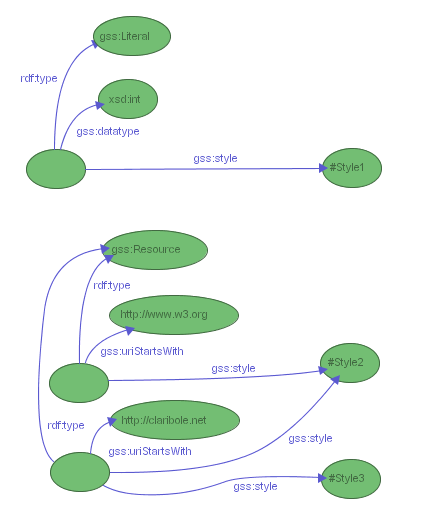 gss:Literal
rdf:type
xsd:int
gss:datatype
gss:style
#Style1
gss:Resource
rdf:type
http://www.w3.org
gss:uriStartsWith
gss:style
#Style2
http://claribole.net
rdf:type
gss:style
gss:uriStartsWith
#Style3
gss:style